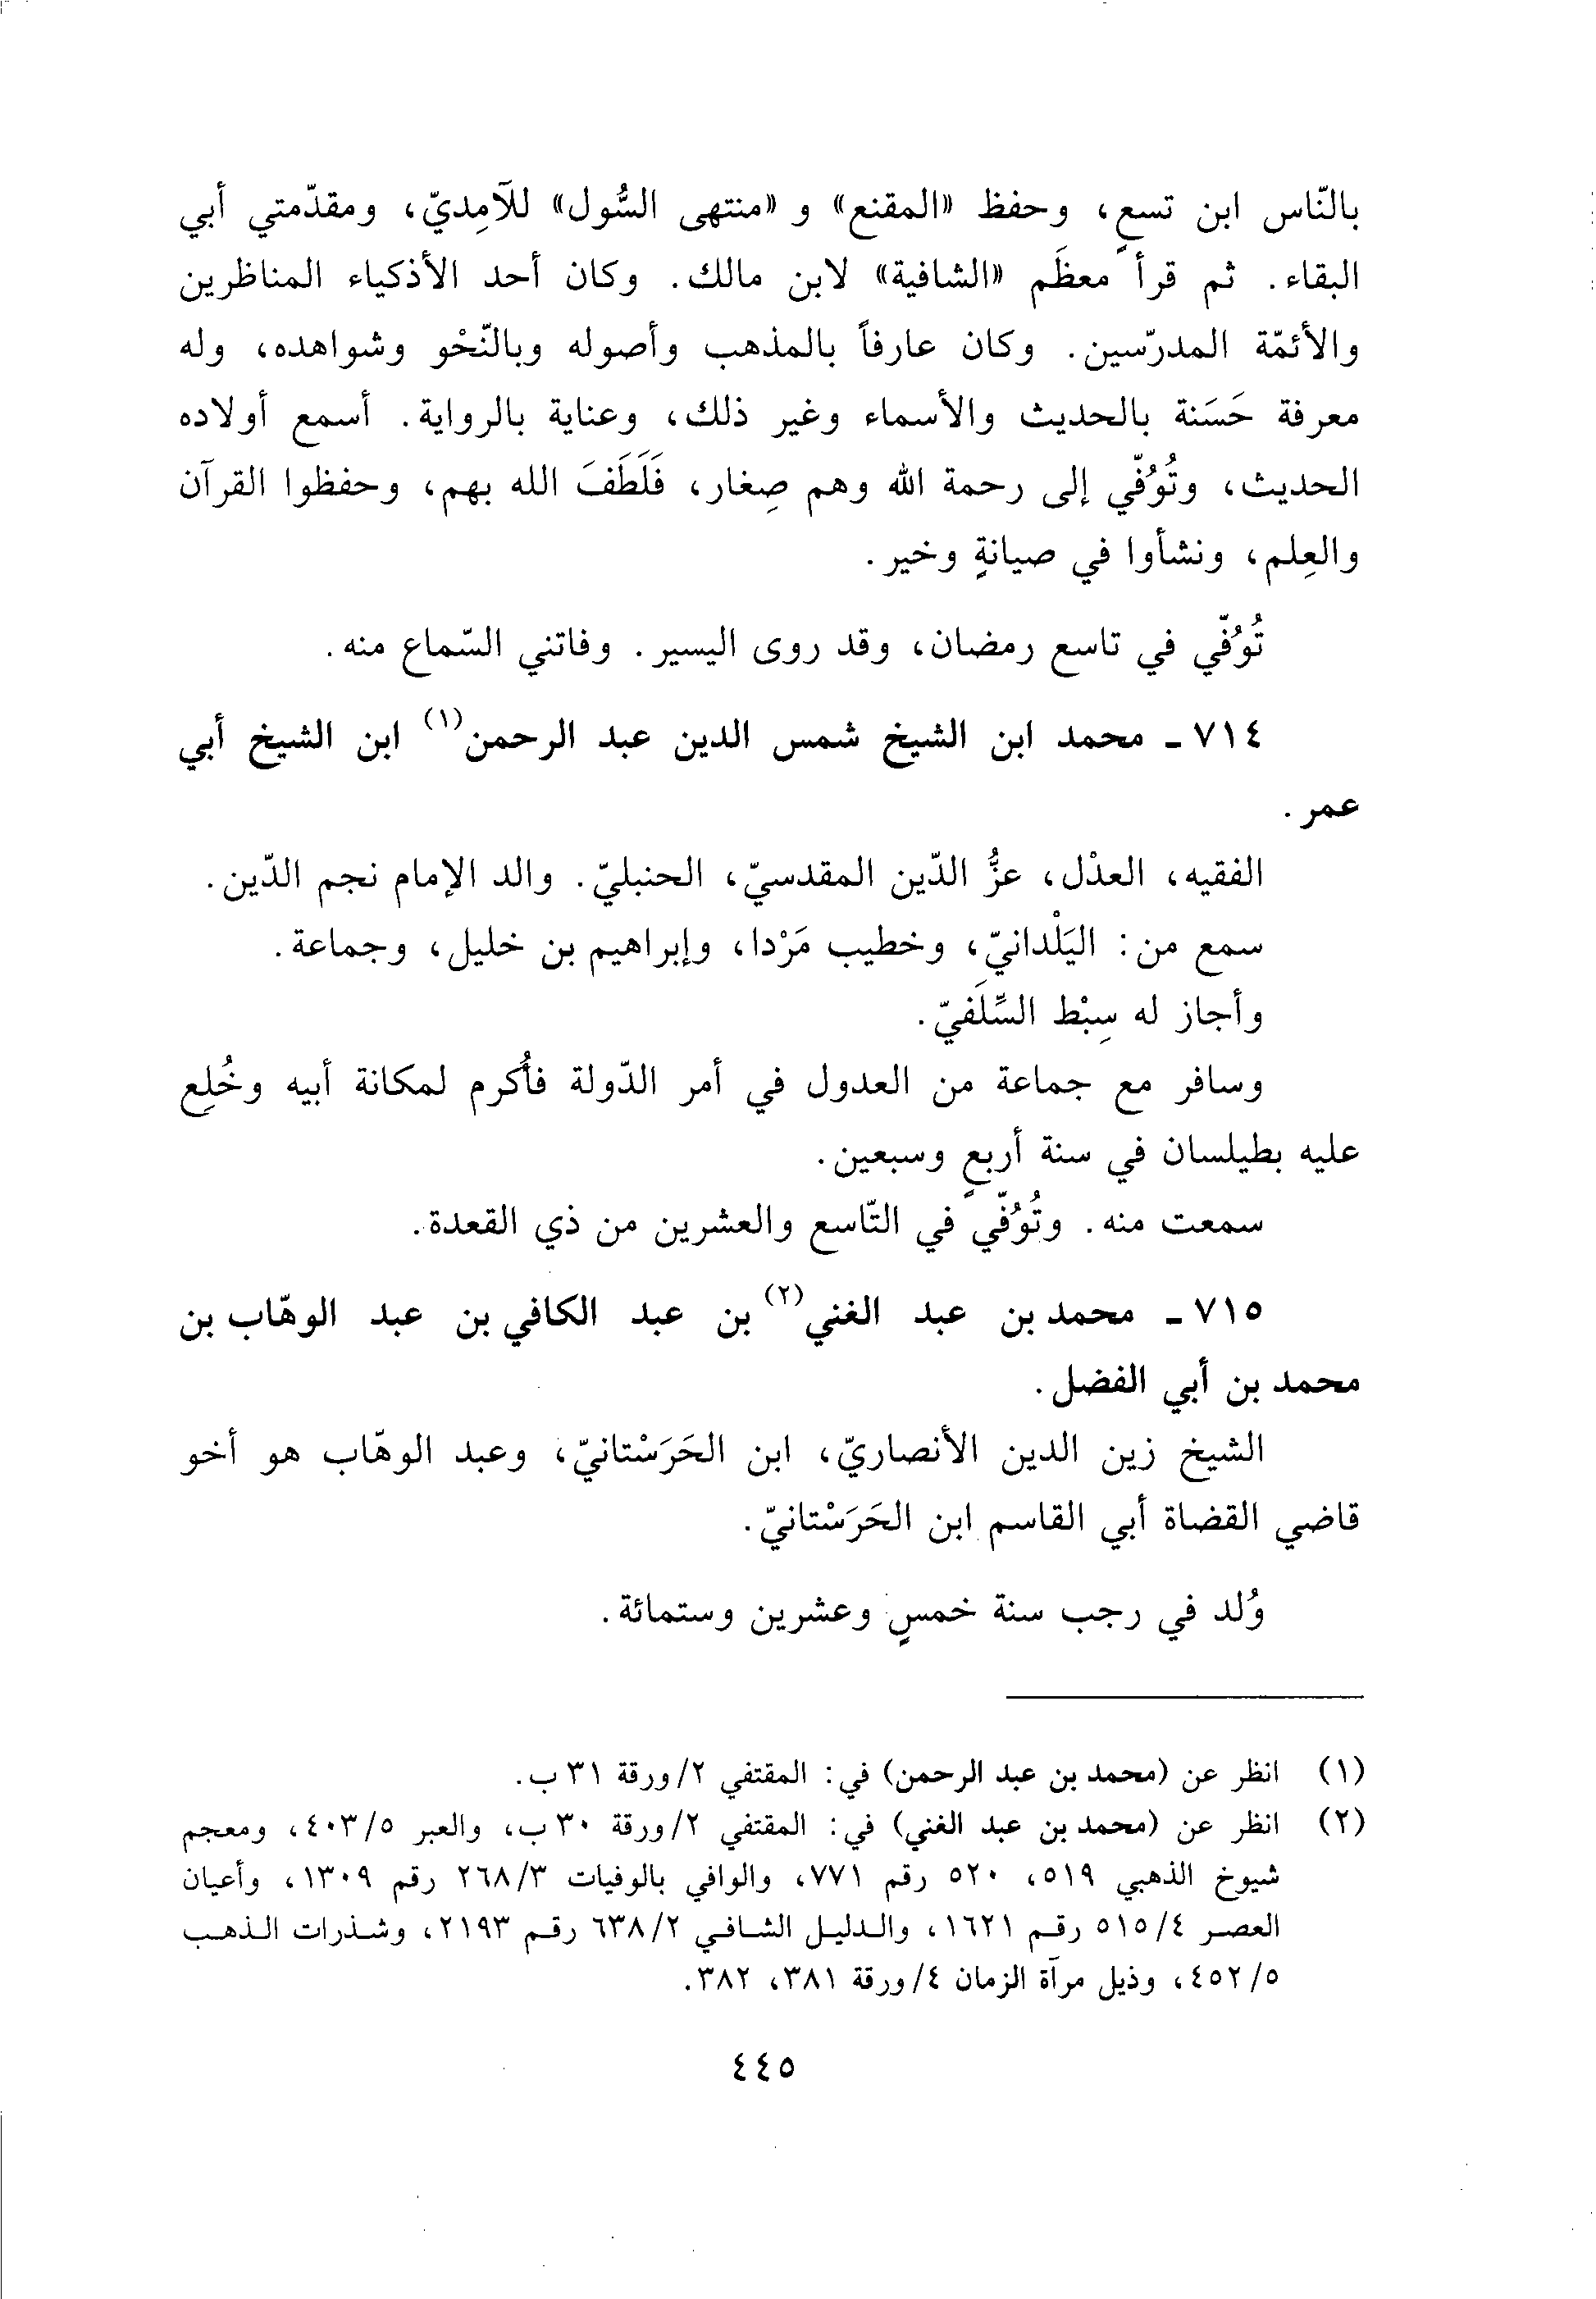 بالنّاس ابن تسعٍ، وحفظ «المقنع» و «منتهى السُّول» للآمِديّ، ومقدّمتي أبي
البقاء. ثم قرأ معظَم «الشافية» لابن مالك. وكان أحد الأذكياء المناظرين
والأئمّة المدرّسين. وكان عارفاً بالمذهب وأصوله وبالنّحْو وشواهده، وله
معرفة حَسَنة بالحديث والأسماء وغير ذلك، وعناية بالرواية. أسمع أولاده
الحديث، وتُوُفّي إلى رحمة الله وهم صِغار، فَلَطَفَ الله بهم، وحفظوا القرآن
والعِلم، ونشأوا في صيانةٍ وخير.
تُوُفّي في تاسع رمضان، وقد روى اليسير. وفاتني السّماع منه.
٧١٤ ـ محمد ابن الشيخ شمس الدين عبد الرحمن(١) ابن الشيخ أبي
عمر.
الفقيه، العدْل، عزُّ الدّين المقدسيّ، الحنبليّ. والد الإمام نجم الدّين.
سمع من: اليَلْدانيّ، وخطيب مَرْدا، وإبراهيم بن خليل، وجماعة.
وأجاز له سِبْط السِّلَفيّ.
وسافر مع جماعة من العدول في أمر الدّولة فأُكرم لمكانة أبيه وخُلِع
عليه بطيلسان في سنة أربعٍ وسبعين.
سمعت منه. وتُوُفّي في التّاسع والعشرين من ذي القعدة.
٧١٥ ـ محمد بن عبد الغني(٢) بن عبد الكافي بن عبد الوهّاب بن
محمد بن أبي الفضل.
الشيخ زين الدين الأنصاريّ، ابن الحَرَسْتانيّ، وعبد الوهّاب هو أخو
قاضي القضاة أبي القاسم ابن الحَرَسْتانيّ.
وُلد في رجب سنة خمسٍ وعشرين وستمائة.
(١) انظر عن (محمد بن عبد الرحمن) في: المقتفي ٢/ورقة ٣١ ب.
(٢) انظر عن (محمد بن عبد الغني) في: المقتفي ٢/ورقة ٣٠ ب، والعبر ٤٠٣/٥، ومعجم
شيوخ الذهبي ٥١٩، ٥٢٠ رقم ٧٧١، والوافي بالوفيات ٢٦٨/٣ رقم ١٣٠٩، وأعيان
العصر ٥١٥/٤ رقم ١٦٢١، والدليل الشافي ٦٣٨/٢ رقم ٢١٩٣، وشذرات الذهب
٤٥٢/٥، وذيل مرآة الزمان ٤/ورقة ٣٨١، ٣٨٢.
٤٤٥